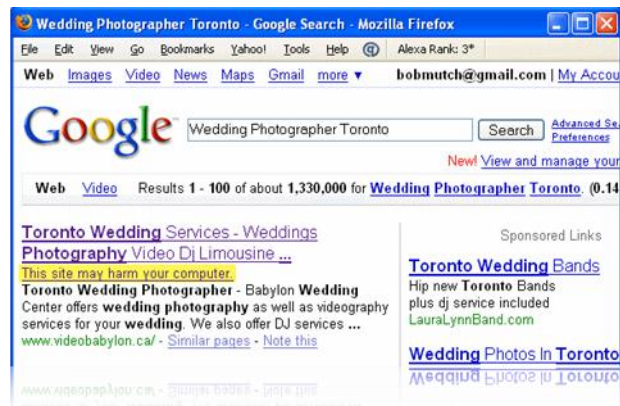 Wedding Photographer Toronto - Google Search - Mozilla Firefox
File Edit View Go Bookmarks Yahoo! Tools Help @ Alexa Rank: 3*
Web Images Video News Maps Gmail more ▼ bobmutch@gmail.com | My Accou
Google Wedding Photographer Toronto Search Advanced Se
Preferences
New! View and manage your
Web Video Results 1 - 100 of about 1,330,000 for Wedding Photographer Toronto. (0.14
Toronto Wedding Services - Weddings
Photography Video Dj Limousine ...
This site may harm your computer.
Toronto Wedding Photographer - Babylon Wedding
Center offers wedding photography as well as videography
services for your wedding. We also offer DJ services ...
www.videobabylon.ca/ - Similar pages - Note this
Sponsored Links
Toronto Wedding Bands
Hip new Toronto Bands
plus dj service included
LauraLynnBand.com
Wedding Photos In Toronto